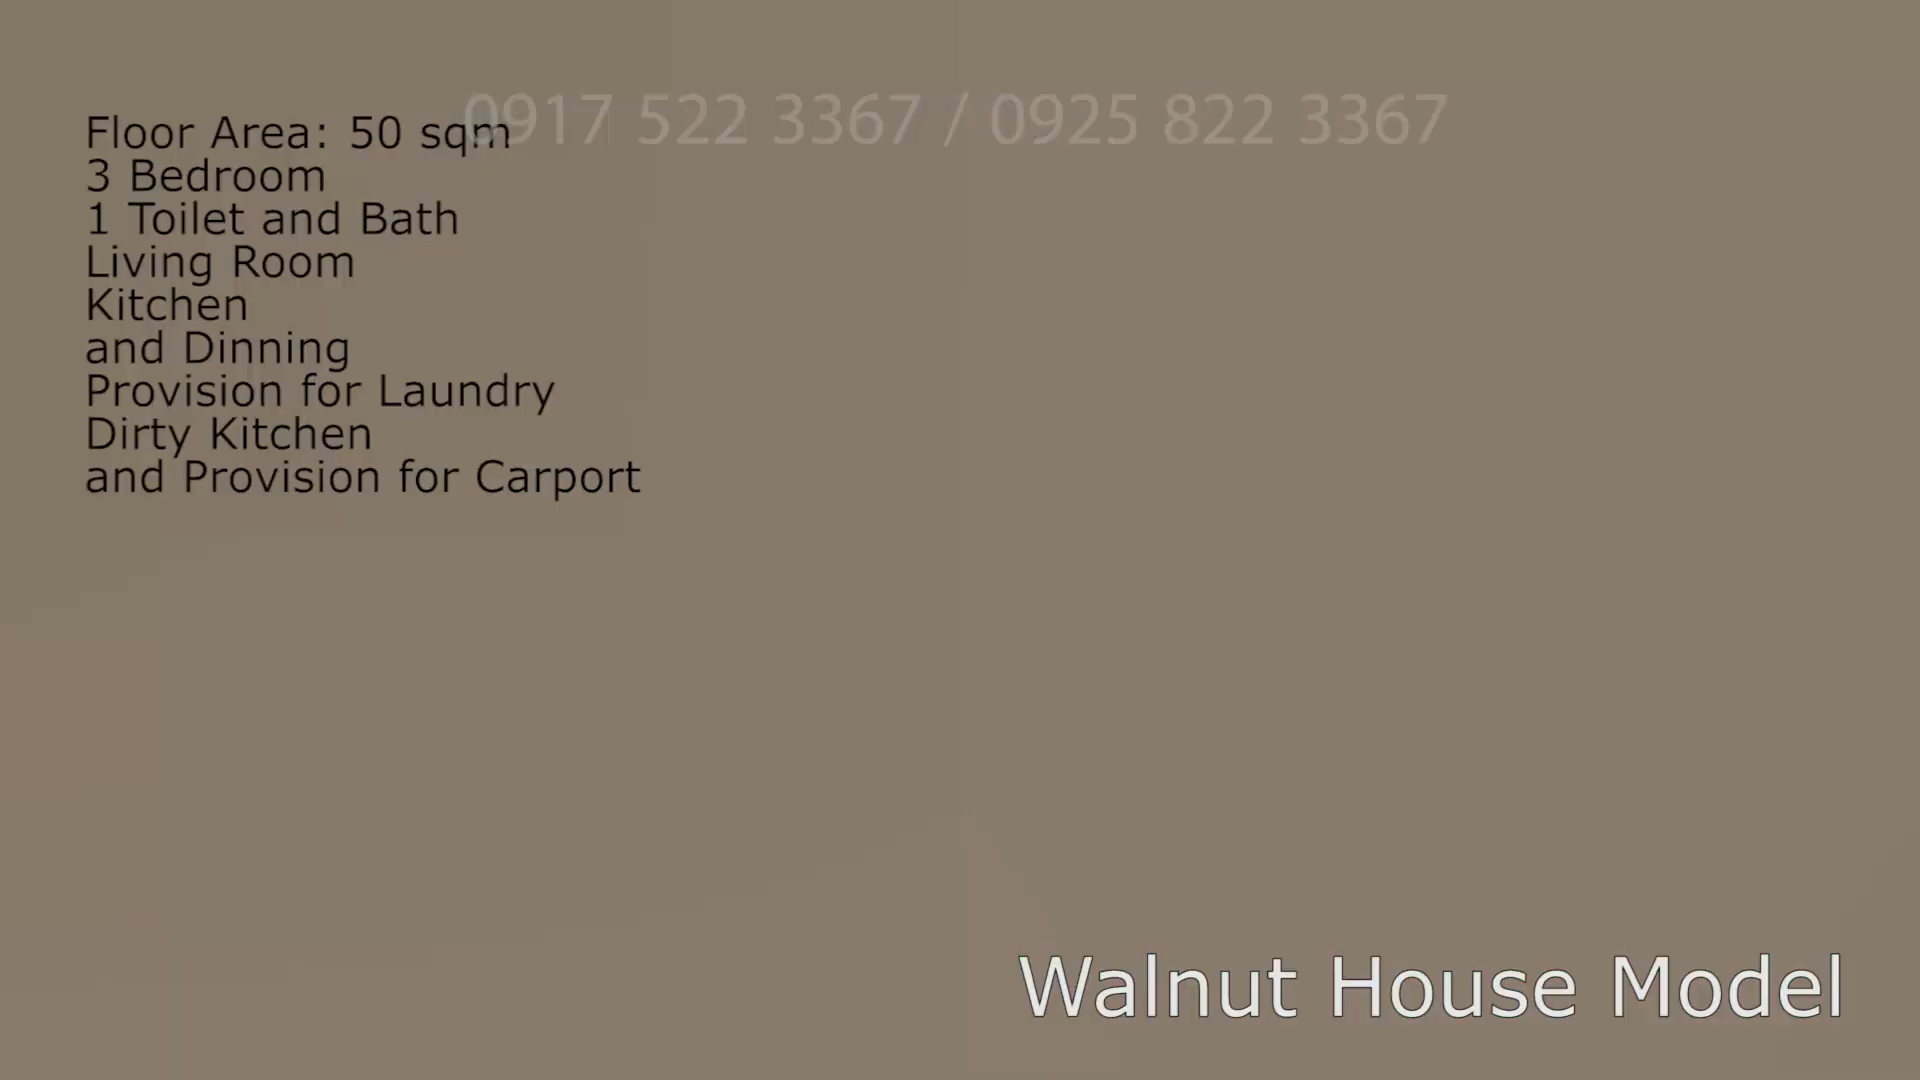 0917 522 3367 / 0925 822 3367
Floor Area: 50 sqm
3 Bedroom
1 Toilet and Bath
Living Room
Kitchen
and Dinning
Provision for Laundry
Dirty Kitchen
and Provision for Carport
Walnut House Model